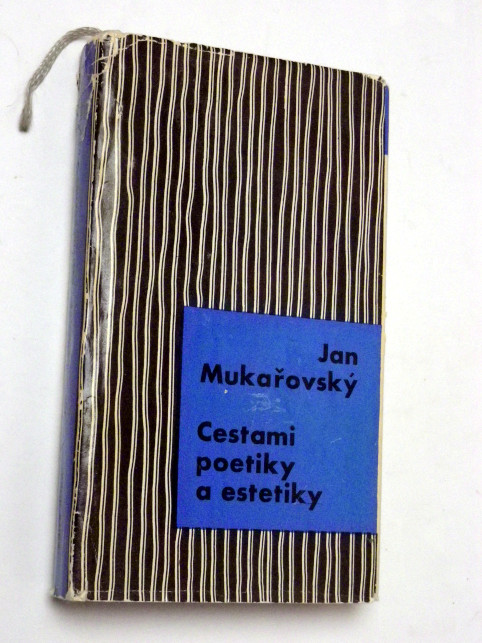 Jan
Mukařovský
Cestami
poetiky
a estetiky